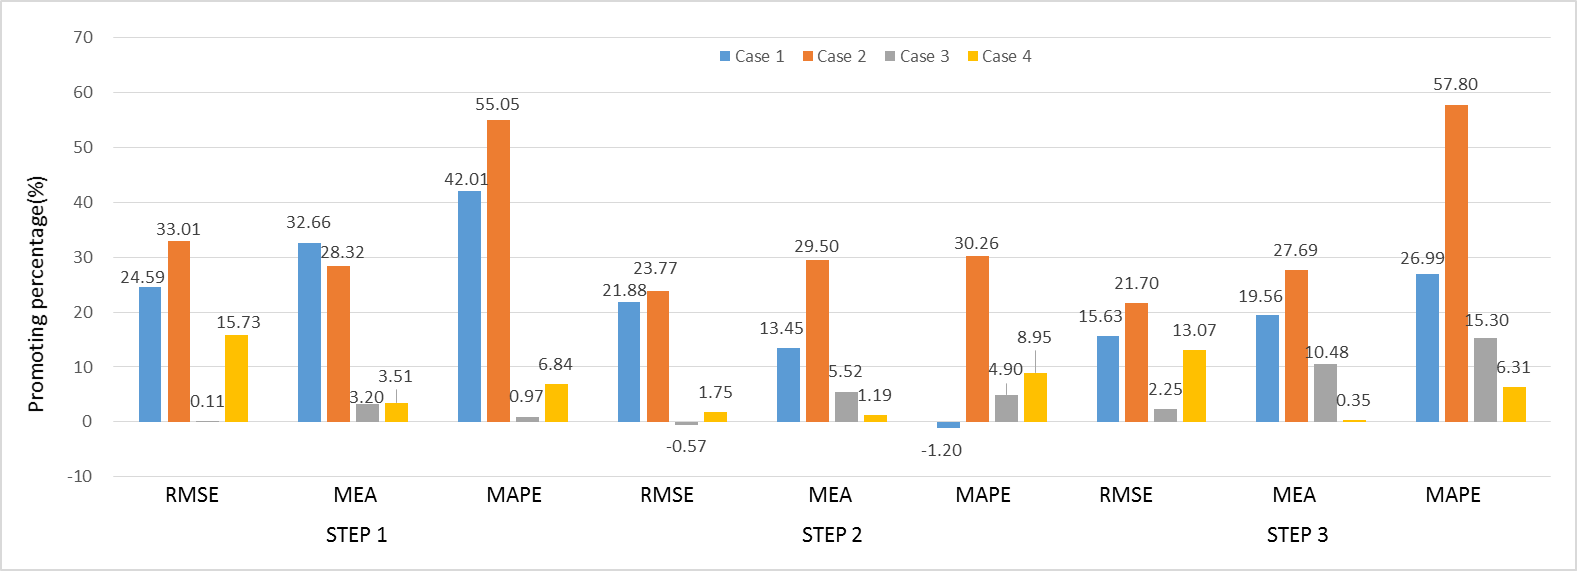 70
60
50
40
30
20
10
0
-10
Promoting percentage(%)
Case 1 Case 2 Case 3 Case 4
24.59 33.01 0.11 15.73
32.66 28.32 3.20 3.51
42.01 55.05 0.97 6.84
21.88 23.77 -0.57 1.75
13.45 29.50 5.52 1.19
-1.20 30.26 4.90 8.95
15.63 21.70 2.25 13.07
19.56 27.69 10.48 0.35
26.99 57.80 15.30 6.31
RMSE MEA MAPE RMSE MEA MAPE RMSE MEA MAPE
STEP 1 STEP 2 STEP 3